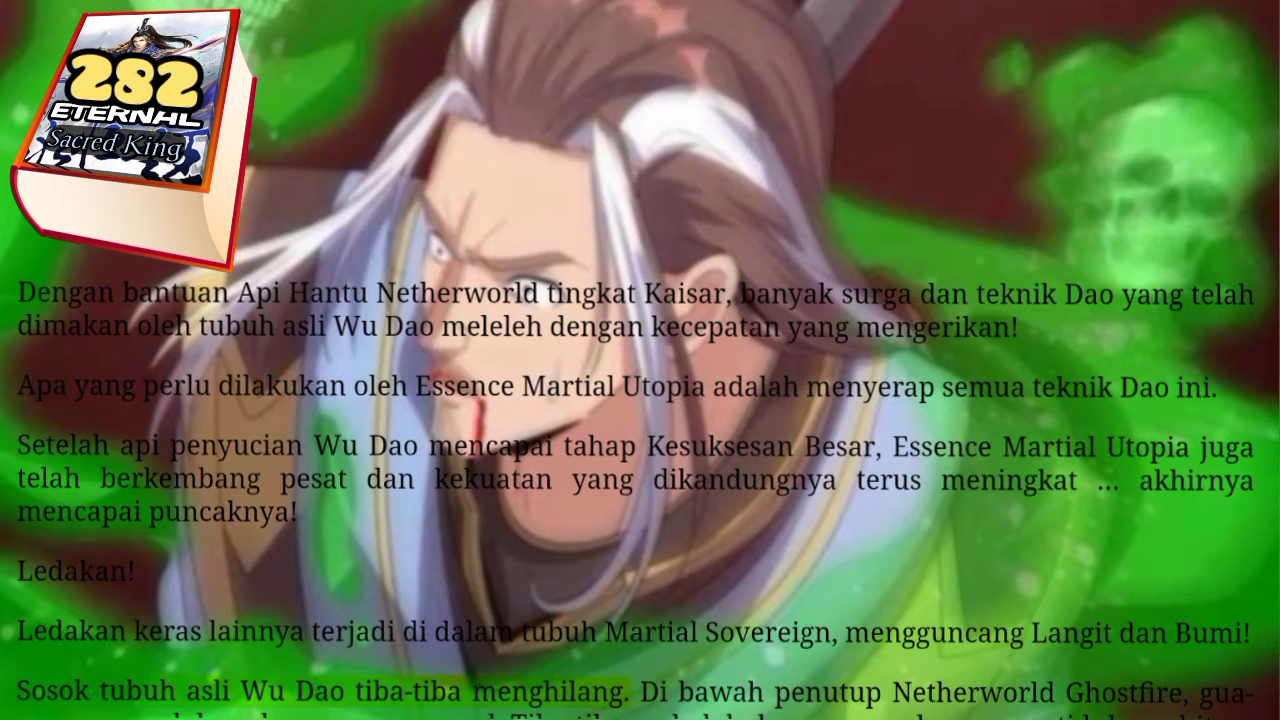 282
ETERNAL
Sacred King
Dengan bantuan Api Hantu Netherworld tingkat Kaisar, banyak surga dan teknik Dao yang telah
dimakan oleh tubuh asli Wu Dao meleleh dengan kecepatan yang mengerikan!
Apa yang perlu dilakukan oleh Essence Martial Utopia adalah menyerap semua teknik Dao ini.
Setelah api penyucian Wu Dao mencapai tahap Kesuksesan Besar, Essence Martial Utopia juga
telah berkembang pesat dan kekuatan yang dikandungnya terus meningkat ... akhirnya
mencapai puncaknya!
Ledakan!
Ledakan keras lainnya terjadi di dalam tubuh Martial Sovereign, mengguncang Langit dan Bumi!
Sosok tubuh asli Wu Dao tiba-tiba menghilang. Di bawah penutup Netherworld Ghostfire, gua-